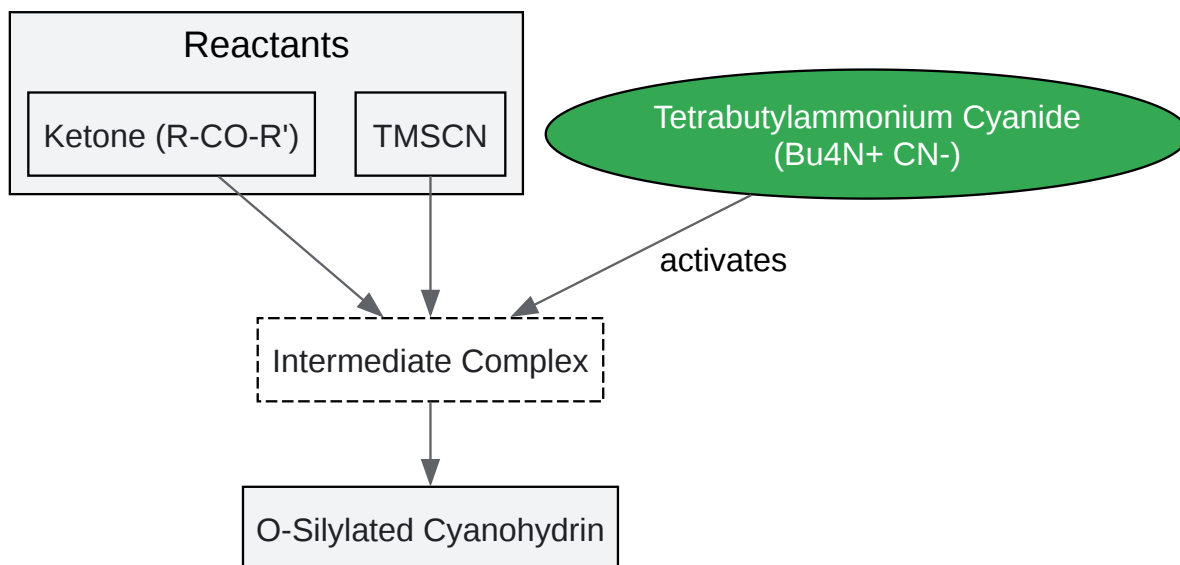 Reactants
Ketone (R-CO-R')
TMSCN
Tetrabutylammonium Cyanide
(Bu4N+ CN-)
activates
Intermediate Complex
O-Silylated Cyanohydrin